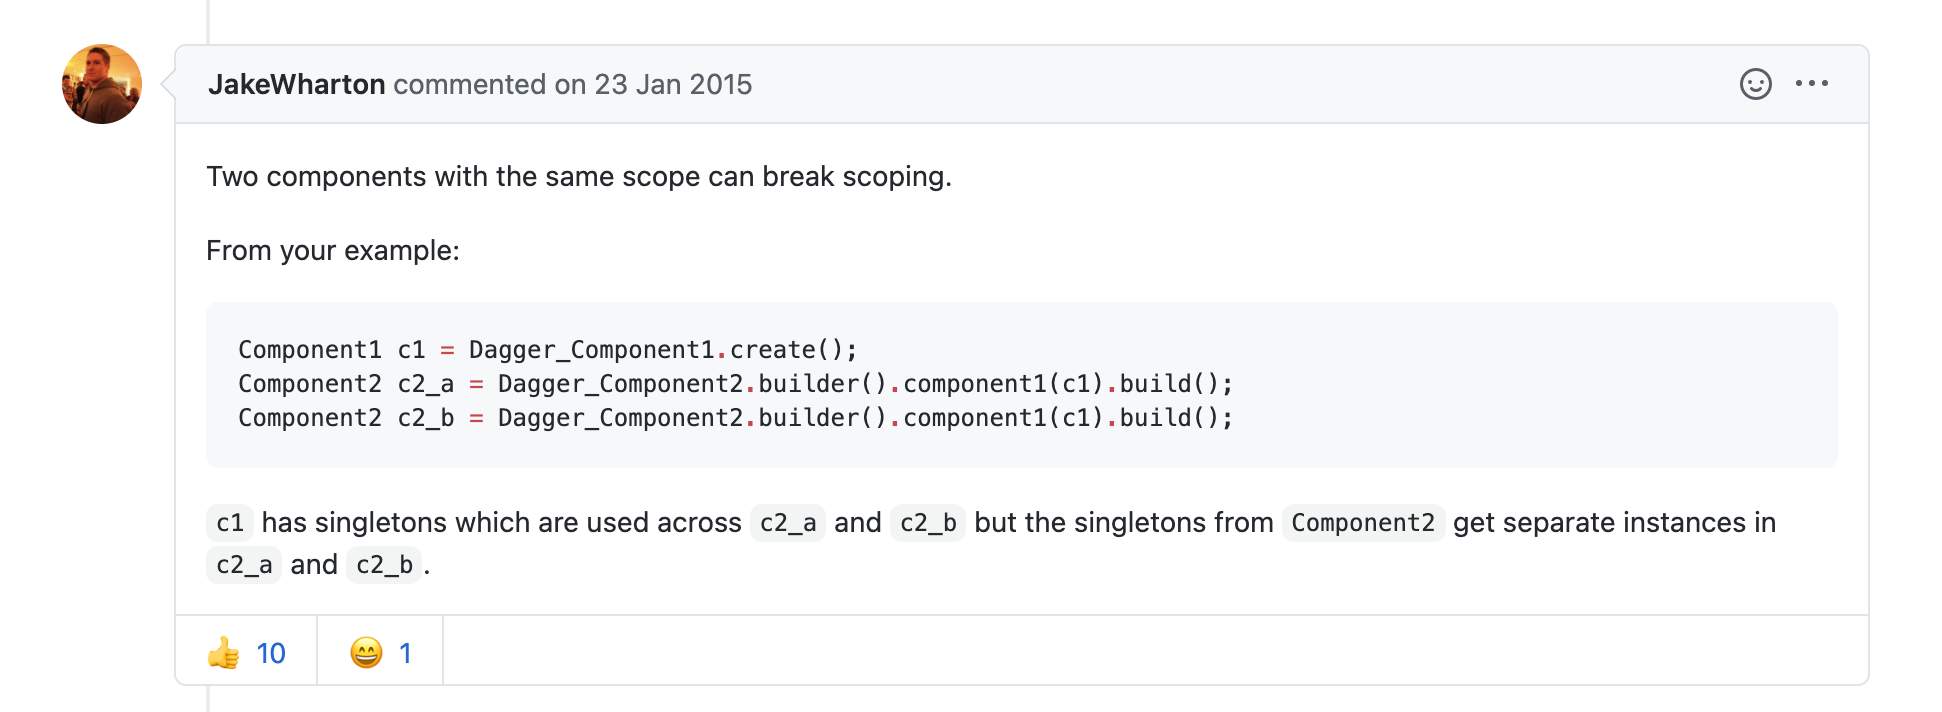 JakeWharton commented on 23 Jan 2015
Two components with the same scope can break scoping.
From your example:
Component1 c1 = Dagger_Component1.create();
Component2 c2_a = Dagger_Component2.builder().component1(c1).build();
Component2 c2_b = Dagger_Component2.builder().component1(c1).build();
c1 has singletons which are used across c2_a and c2_b but the singletons from Component2 get separate instances in
c2_a and c2_b.
👍 10 😄 1